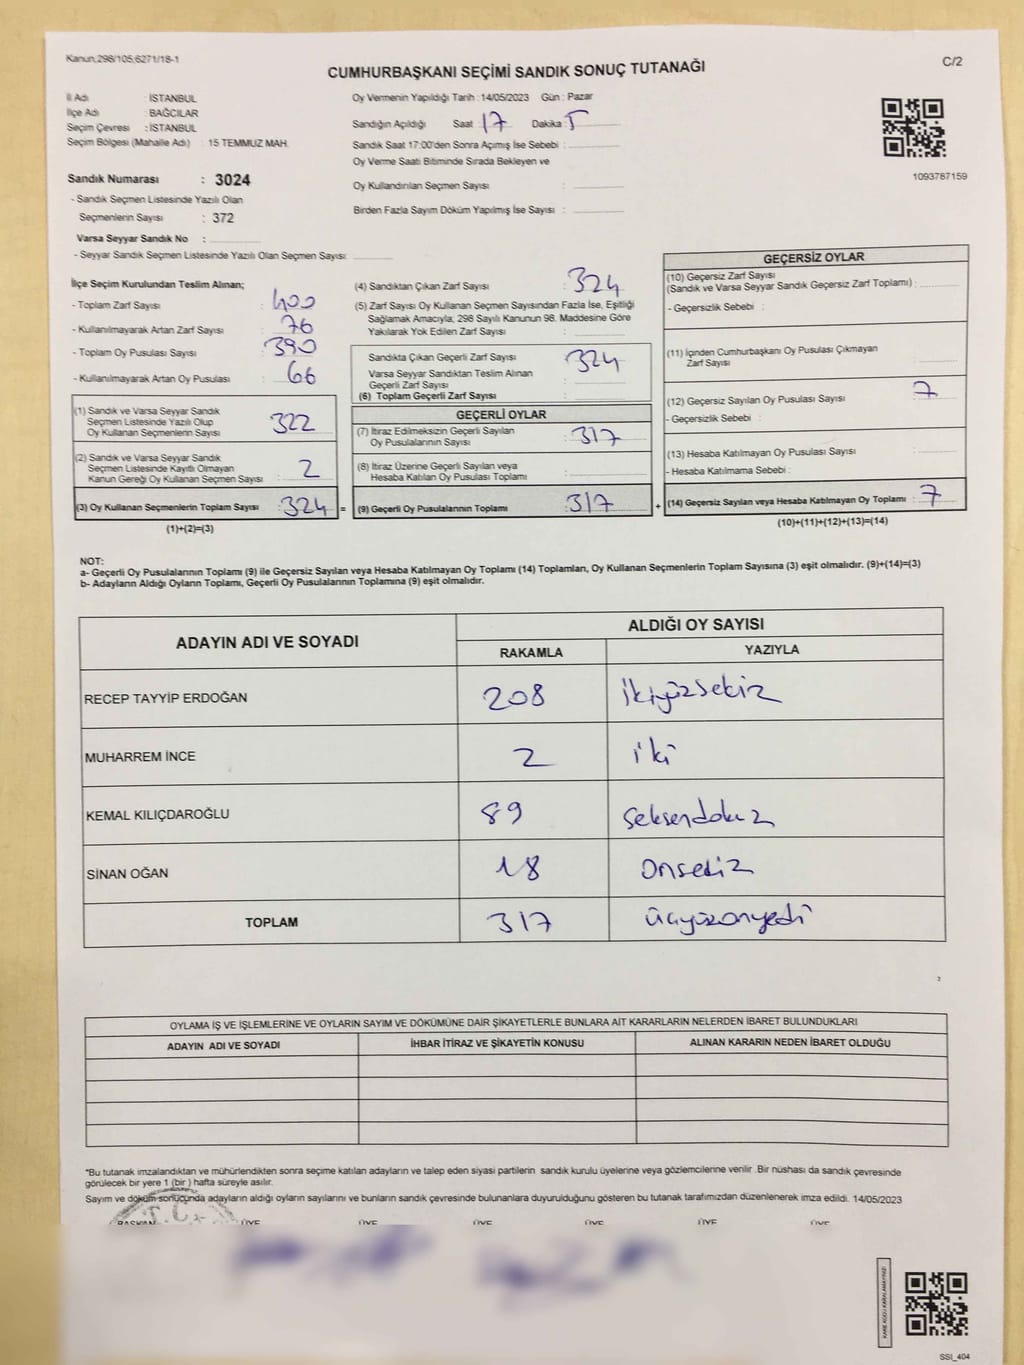 Kanun,298/105,6271/18-1
C/2
CUMHURBAŞKANI SEÇİMİ SANDIK SONUÇ TUTANAĞI
İl Adı : İSTANBUL
İlçe Adı : BAĞCILAR
Seçim Çevresi : İSTANBUL
Seçim Bölgesi (Mahalle Adı) : 15 TEMMUZ MAH.
Sandık Numarası : 3024
- Sandık Seçmen Listesinde Yazılı Olan
Seçmenlerin Sayısı : 372
Varsa Seyyar Sandık No :
- Seyyar Sandık Seçmen Listesinde Yazılı Olan Seçmen Sayısı:
Oy Vermenin Yapıldığı Tarih : 14/05/2023 Gün : Pazar
Sandığın Açıldığı Saat 17 Dakika 5
Sandık Saat 17:00'den Sonra Açımış İse Sebebi :
Oy Verme Saati Bitiminde Sırada Bekleyen ve
Oy Kullandırılan Seçmen Sayısı :
Birden Fazla Sayım Döküm Yapılmış İse Sayısı :
1093787159
İlçe Seçim Kurulundan Teslim Alınan;
- Toplam Zarf Sayısı : 400
- Kullanılmayarak Artan Zarf Sayısı : 76
- Toplam Oy Pusulası Sayısı : 390
- Kullanılmayarak Artan Oy Pusulası : 66
(1) Sandık ve Varsa Seyyar Sandık
Seçmen Listesinde Yazılı Olup
Oy Kullanan Seçmenlerin Sayısı : 322
(2) Sandık ve Varsa Seyyar Sandık
Seçmen Listesinde Kayıtlı Olmayan
Kanun Gereği Oy Kullanan Seçmen Sayısı : 2
(3) Oy Kullanan Seçmenlerin Toplam Sayısı : 324 =
(1)+(2)=(3)
(4) Sandıktan Çıkan Zarf Sayısı : 324
(5) Zarf Sayısı Oy Kullanan Seçmen Sayısından Fazla İse, Eşitliği
Sağlamak Amacıyla, 298 Sayılı Kanunun 98. Maddesine Göre
Yakılarak Yok Edilen Zarf Sayısı :
Sandıkta Çıkan Geçerli Zarf Sayısı : 324
Varsa Seyyar Sandıktan Teslim Alınan
Geçerli Zarf Sayısı :
(6) Toplam Geçerli Zarf Sayısı :
GEÇERLİ OYLAR
(7) İtiraz Edilmeksizin Geçerli Sayılan
Oy Pusulalarının Sayısı : 317
(8) İtiraz Üzerine Geçerli Sayılan veya
Hesaba Katılan Oy Pusulası Toplamı :
(9) Geçerli Oy Pusulalarının Toplamı : 317 +
GEÇERSİZ OYLAR
(10) Geçersiz Zarf Sayısı
(Sandık ve Varsa Seyyar Sandık Geçersiz Zarf Toplamı) :
- Geçersizlik Sebebi :
(11) İçinden Cumhurbaşkanı Oy Pusulası Çıkmayan
Zarf Sayısı :
(12) Geçersiz Sayılan Oy Pusulası Sayısı : 7
- Geçersizlik Sebebi :
(13) Hesaba Katılmayan Oy Pusulası Sayısı :
- Hesaba Katılmama Sebebi :
(14) Geçersiz Sayılan veya Hesaba Katılmayan Oy Toplamı : 7
(10)+(11)+(12)+(13)=(14)
NOT:
a- Geçerli Oy Pusulalarının Toplamı (9) ile Geçersiz Sayılan veya Hesaba Katılmayan Oy Toplamı (14) Toplamları, Oy Kullanan Seçmenlerin Toplam Sayısına (3) eşit olmalıdır. (9)+(14)=(3)
b- Adayların Aldığı Oyların Toplamı, Geçerli Oy Pusulalarının Toplamına (9) eşit olmalıdır.
ADAYIN ADI VE SOYADI ALDIĞI OY SAYISI
RAKAMLA YAZIYLA
RECEP TAYYİP ERDOĞAN 208 ikiyüzsekiz
MUHARREM İNCE 2 iki
KEMAL KILIÇDAROĞLU 89 seksendokuz
SİNAN OĞAN 18 onsekiz
TOPLAM 317 üçyüzonyedi
OYLAMA İŞ VE İŞLEMLERİNE VE OYLARIN SAYIM VE DÖKÜMÜNE DAİR ŞİKAYETLERLE BUNLARA AİT KARARLARIN NELERDEN İBARET BULUNDUKLARI
ADAYIN ADI VE SOYADI İHBAR İTİRAZ VE ŞİKAYETİN KONUSU ALINAN KARARIN NEDEN İBARET OLDUĞU
*Bu tutanak imzalandıktan ve mühürlendikten sonra seçime katılan adayların ve talep eden siyasi partilerin sandık kurulu üyelerine veya gözlemcilerine verilir .Bir nüshası da sandık çevresinde
görülecek bir yere 1 (bir ) hafta süreyle asılır.
Sayım ve döküm sonucunda adayların aldığı oyların sayılarını ve bunların sandık çevresinde bulunanlara duyurulduğunu gösteren bu tutanak tarafımızdan düzenlenerek imza edildi. 14/05/2023
T.C.
BAŞKAN ÜYE ÜYE ÜYE ÜYE ÜYE ÜYE
SSİ_404